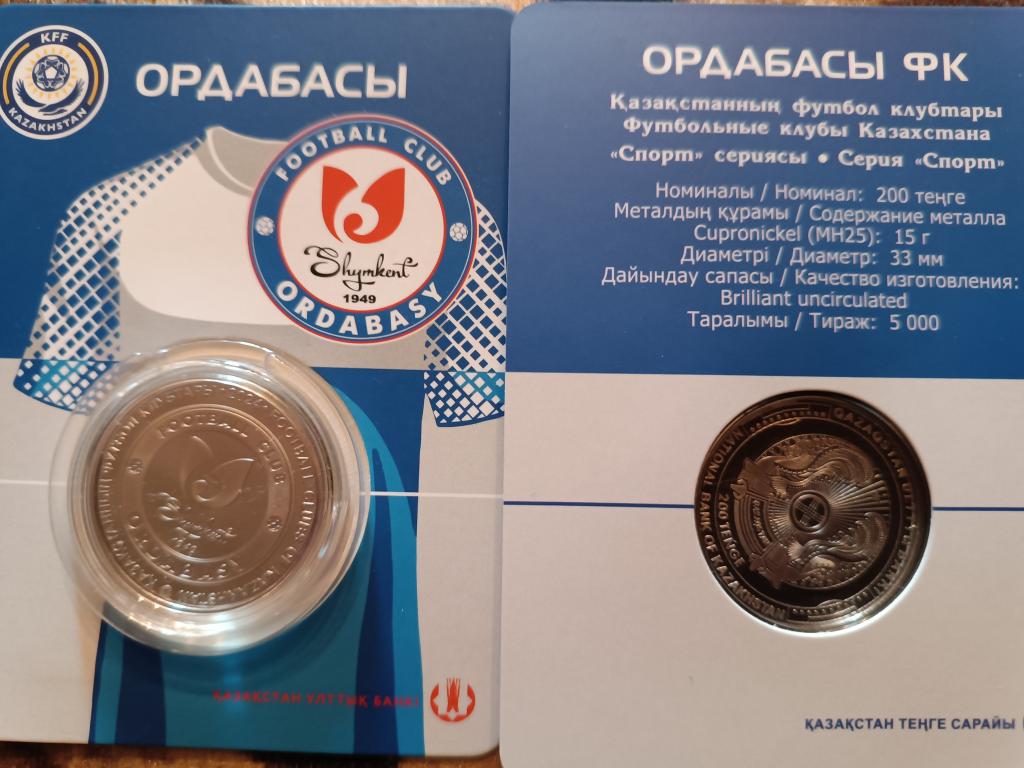 KFF
KAZAKHSTAN
ОРДАБАСЫ
FOOTBALL CLUB
Shymkent
1949
ORDABASY
FOOTBALL CLUB
Shymkent
ҚАЗАҚСТАН ҰЛТТЫҚ БАНКІ
ОРДАБАСЫ ФК
Қазақстанның футбол клубтары
Футбольные клубы Казахстана
«Спорт» сериясы • Серия «Спорт»
Номиналы / Номинал: 200 теңге
Металдың құрамы / Содержание металла
Cupronickel (МН25): 15 г
Диаметрі / Диаметр: 33 мм
Дайындау сапасы / Качество изготовления:
Brilliant uncirculated
Таралымы / Тираж: 5 000
NATIONAL BANK OF KAZAKHSTAN
200 TENGE
QAZAQSTAN
ҚАЗАҚСТАН ТЕҢГЕ САРАЙЫ